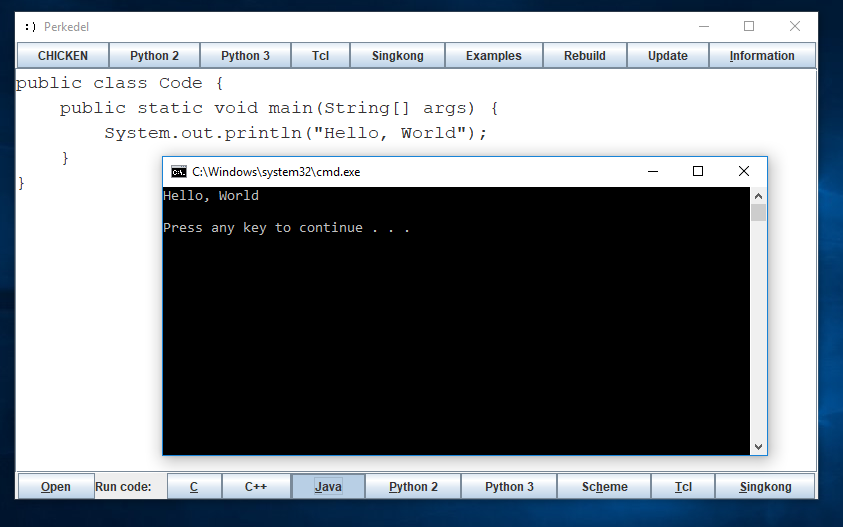 :) Perkedel
CHICKEN Python 2 Python 3 Tcl Singkong Examples Rebuild Update Information
public class Code {
    public static void main(String[] args) {
        System.out.println("Hello, World");
    }
}
C:\Windows\system32\cmd.exe
Hello, World
Press any key to continue . . .
Open Run code: C C++ Java Python 2 Python 3 Scheme Tcl Singkong